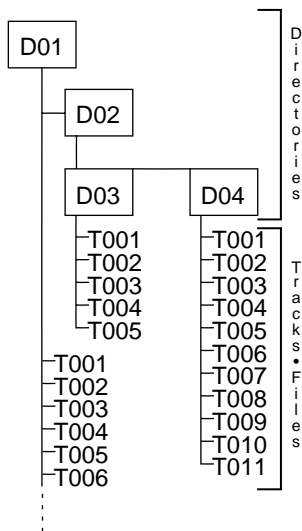 D01
D02
D03
D04
T001
T002
T003
T004
T005
T001
T002
T003
T004
T005
T006
T007
T008
T009
T010
T011
T001
T002
T003
T004
T005
T006
Directories
Tracks•Files